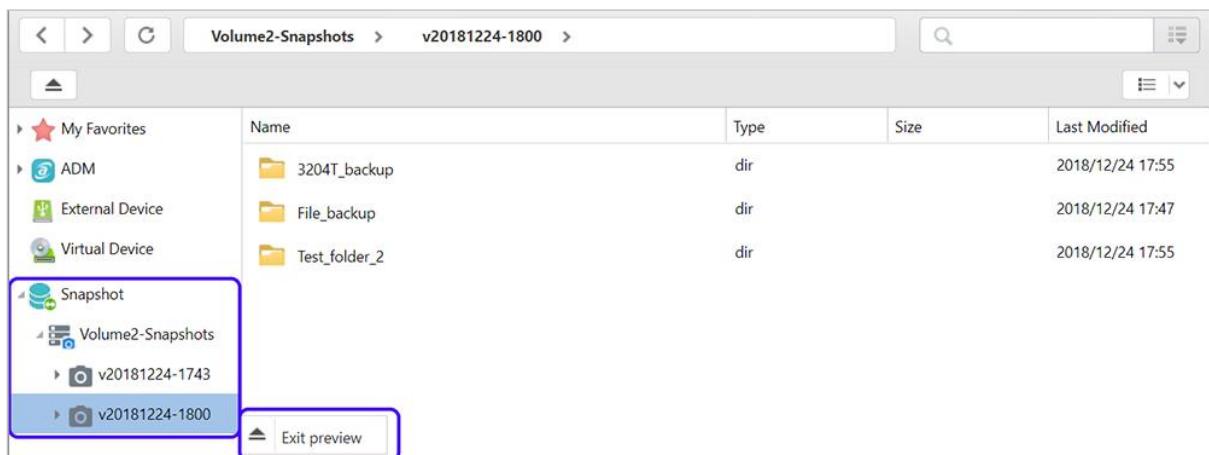 Volume2-Snapshots > v20181224-1800 >
My Favorites
ADM
External Device
Virtual Device
Snapshot
Volume2-Snapshots
v20181224-1743
v20181224-1800
Name Type Size Last Modified
3204T_backup dir 2018/12/24 17:55
File_backup dir 2018/12/24 17:47
Test_folder_2 dir 2018/12/24 17:55
Exit preview